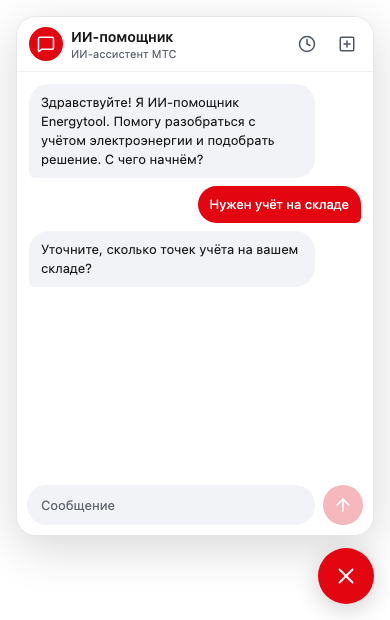 ИИ-помощник
ИИ-ассистент МТС
Здравствуйте! Я ИИ-помощник
Energytool. Помогу разобраться с
учётом электроэнергии и подобрать
решение. С чего начнём?
Нужен учёт на складе
Уточните, сколько точек учёта на вашем
складе?
Сообщение